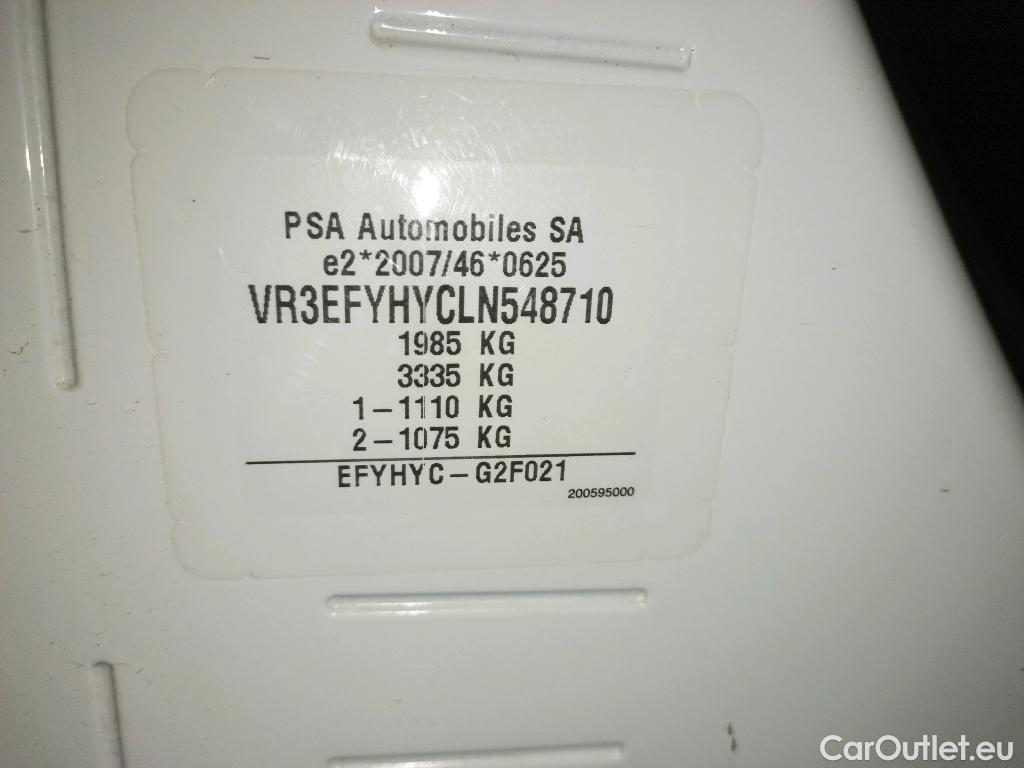 PSA Automobiles SA
e2*2007/46*0625
VR3EFYHYCLN548710
1985 KG
3335 KG
1-1110 KG
2-1075 KG
EFYHYC-G2F021
200595000
CarOutlet.eu